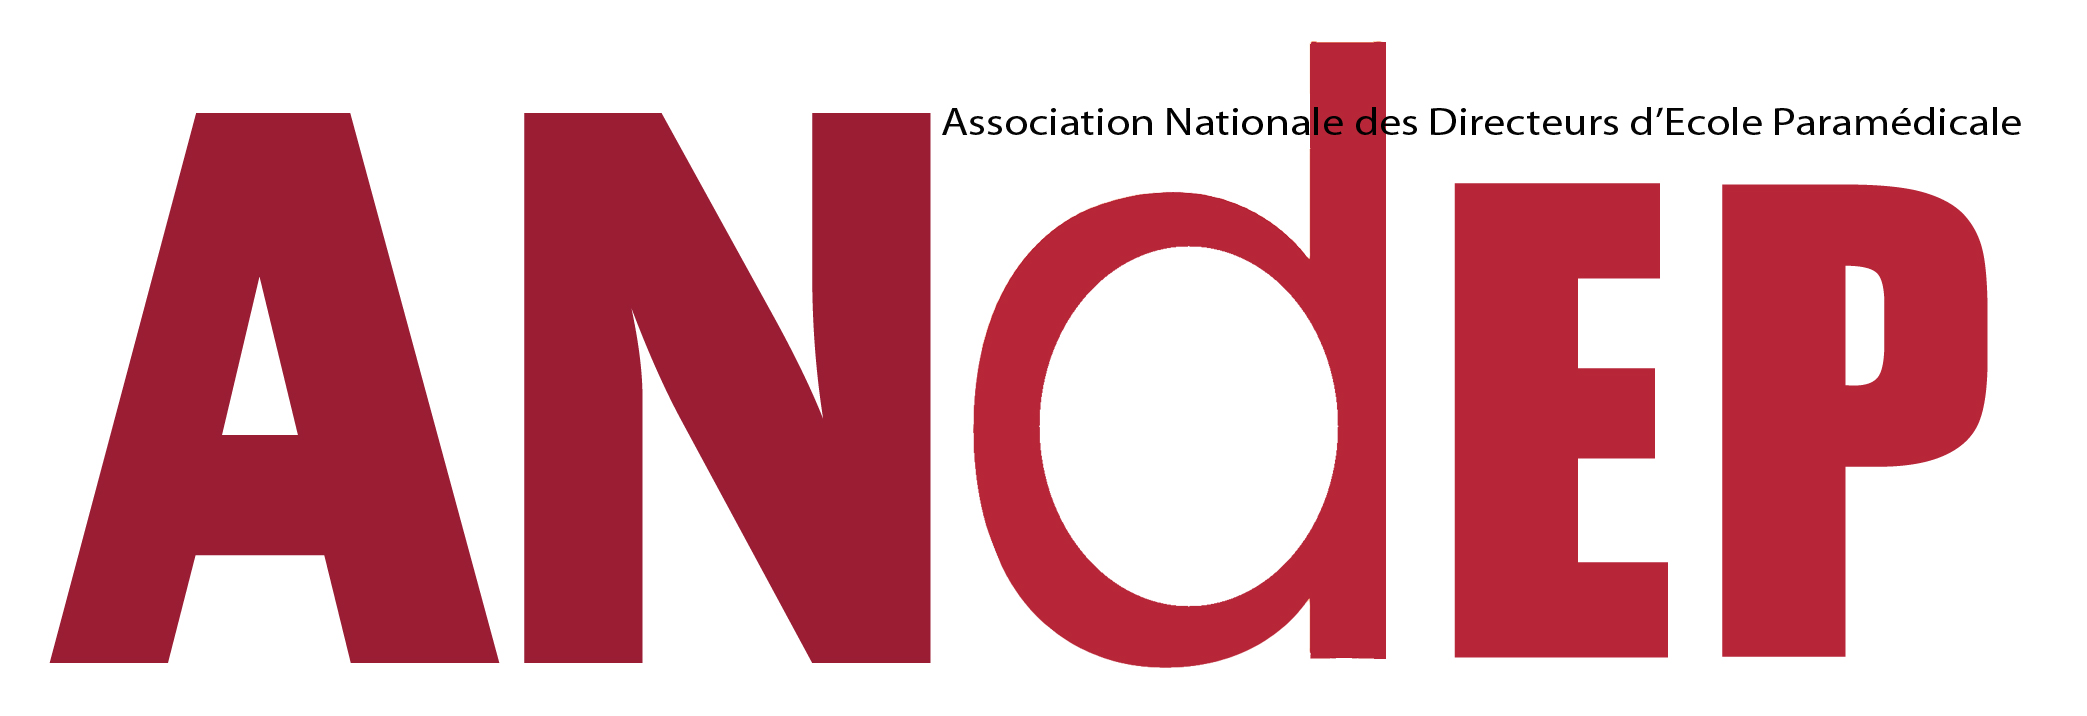 ANdEP
Association Nationale des Directeurs d’Ecole Paramédicale